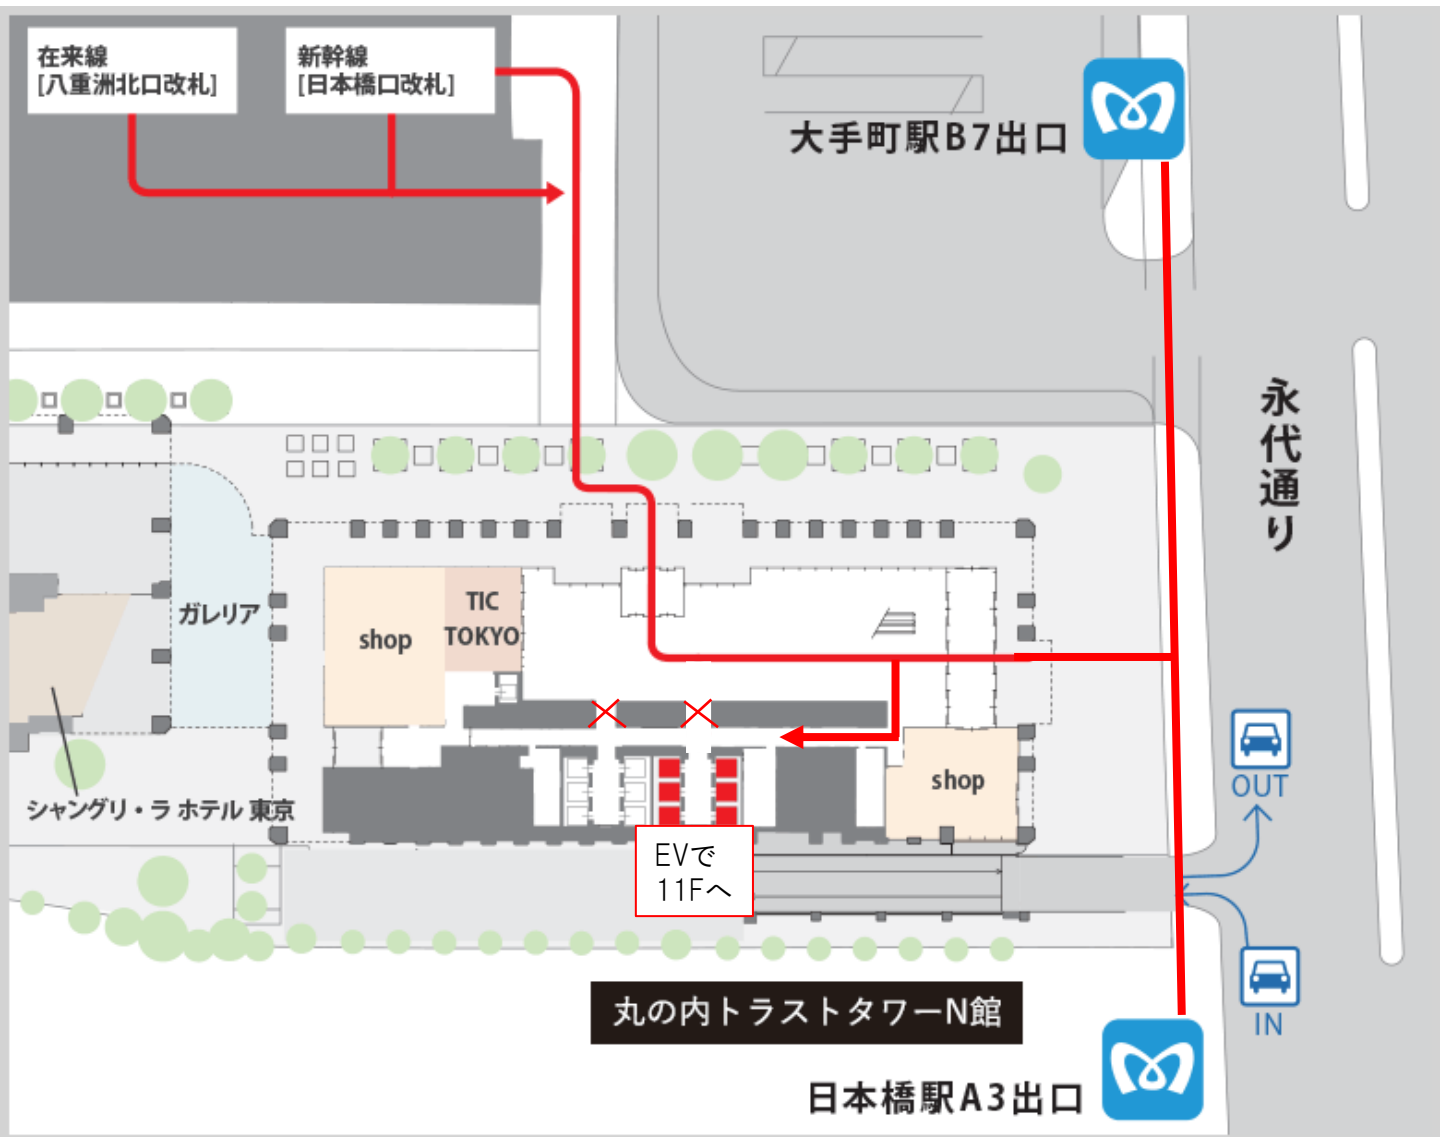 在来線
[八重洲北口改札]
新幹線
[日本橋口改札]
大手町駅B7出口
永代通り
ガレリア
shop
TIC
TOKYO
shop
シャングリ・ラ ホテル 東京
EVで
11Fへ
OUT
IN
丸の内トラストタワーN館
日本橋駅A3出口